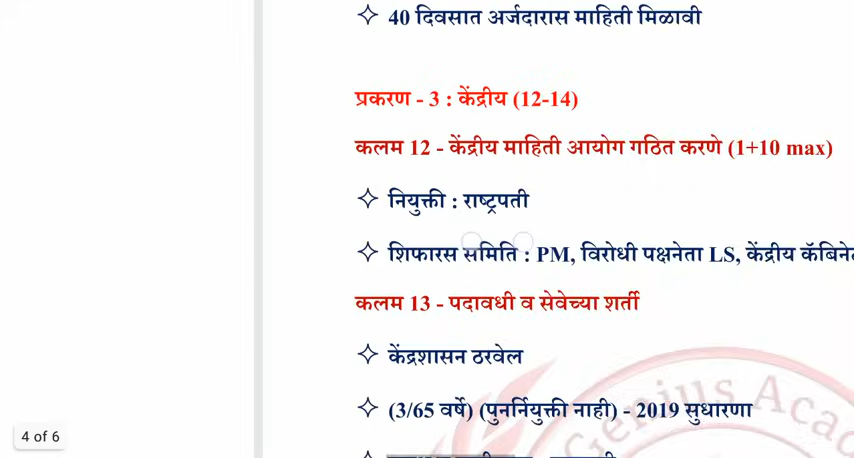 ✧ 40 दिवसात अर्जदारास माहिती मिळावी
प्रकरण - 3 : केंद्रीय (12-14)
कलम 12 - केंद्रीय माहिती आयोग गठित करणे (1+10 max)
✧ नियुक्ती : राष्ट्रपती
✧ शिफारस समिति : PM, विरोधी पक्षनेता LS, केंद्रीय कॅबिने
कलम 13 - पदावधी व सेवेच्या शर्ती
✧ केंद्रशासन ठरवेल
✧ (3/65 वर्षे) (पुनर्नियुक्ती नाही) - 2019 सुधारणा
Genius Acad
4 of 6